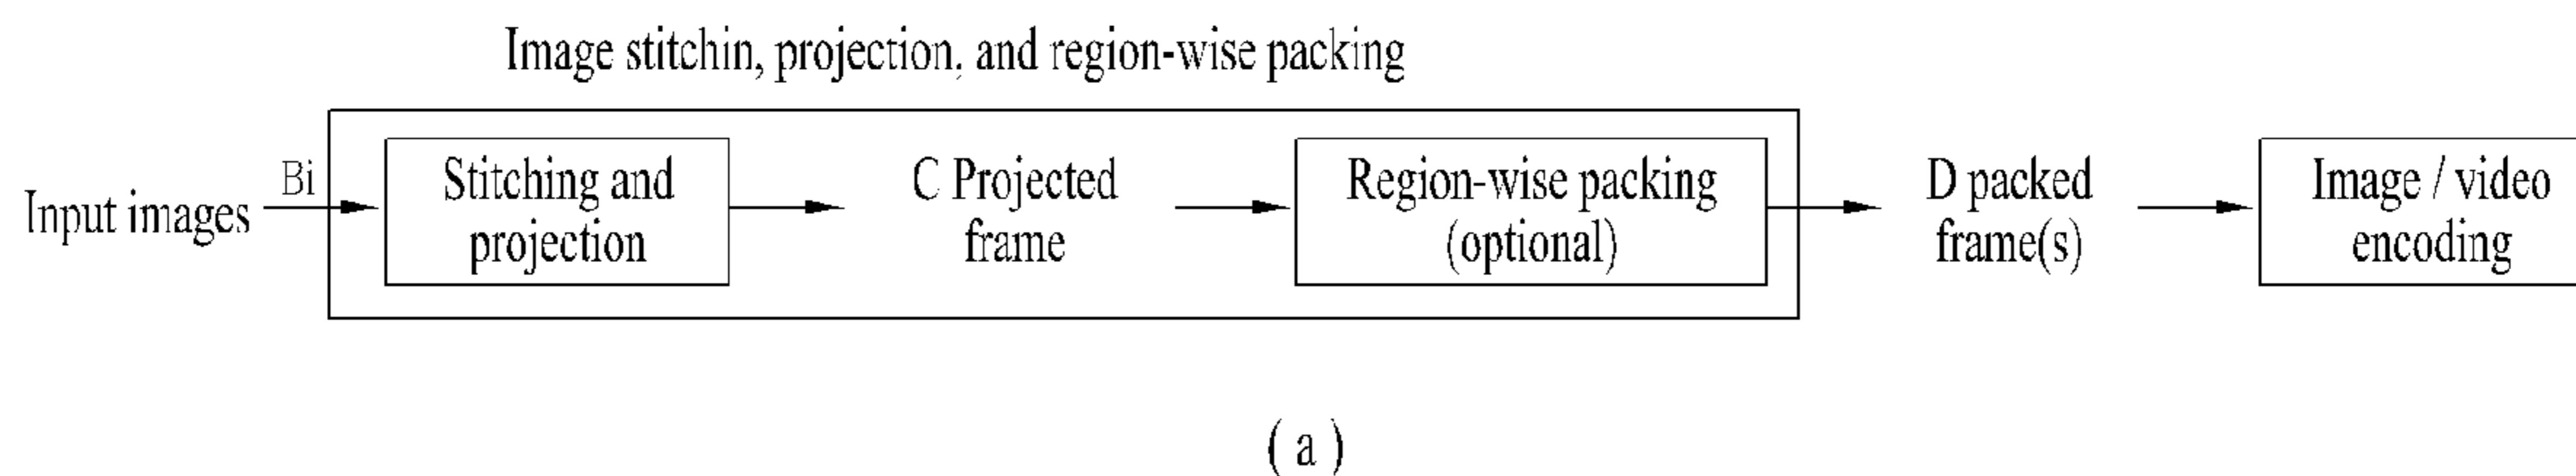 Image stitchin, projection, and region-wise packing
Input images
Bi
Stitching and
projection
C Projected
frame
Region-wise packing
(optional)
D packed
frame(s)
Image / video
encoding
( a )